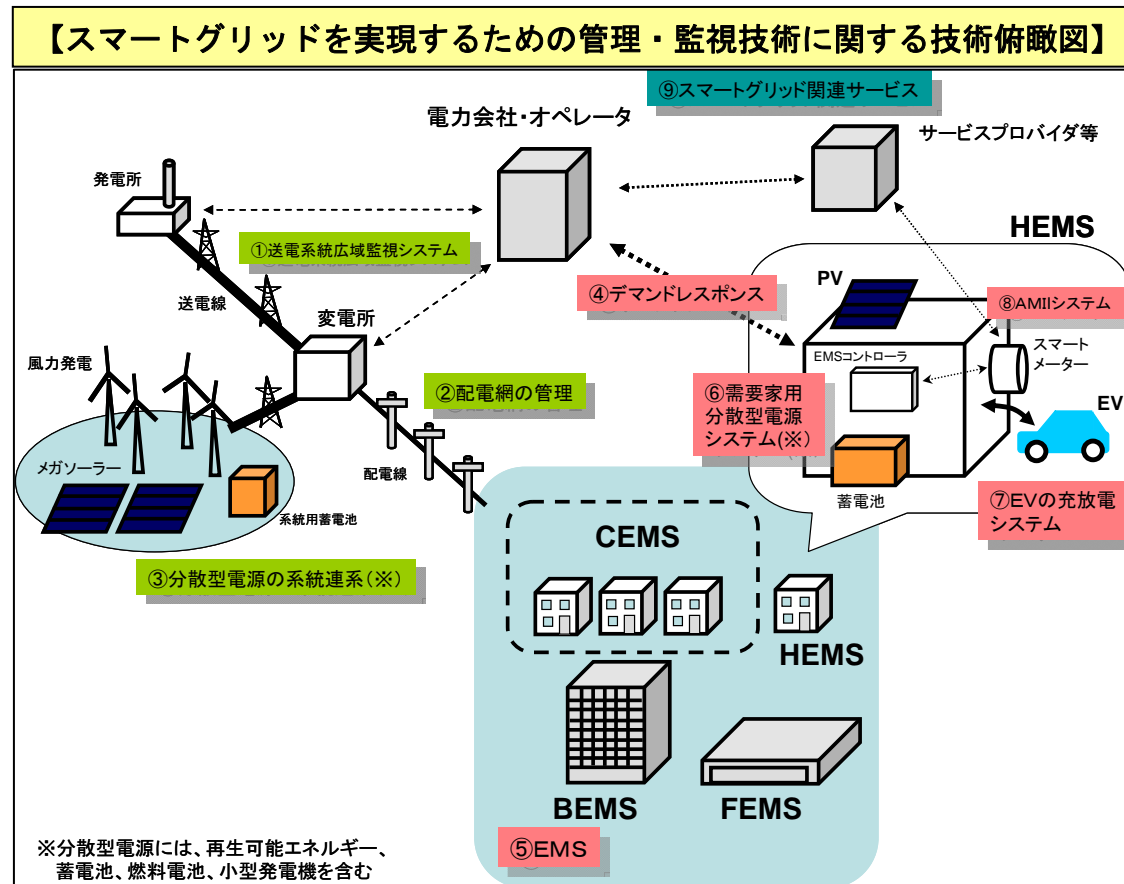 【スマートグリッドを実現するための管理・監視技術に関する技術俯瞰図】
⑨スマートグリッド関連サービス
電力会社・オペレータ
サービスプロバイダ等
発電所
HEMS
①送電系統広域監視システム
PV
④デマンドレスポンス
⑧AMIIシステム
送電線
変電所
スマート
メーター
EMSコントローラ
風力発電
②配電網の管理
⑥需要家用
分散型電源
システム(※)
EV
メガソーラー
配電線
蓄電池
⑦EVの充放電
システム
系統用蓄電池
CEMS
③分散型電源の系統連系(※)
HEMS
BEMS
FEMS
⑤EMS
※分散型電源には、再生可能エネルギー、
蓄電池、燃料電池、小型発電機を含む